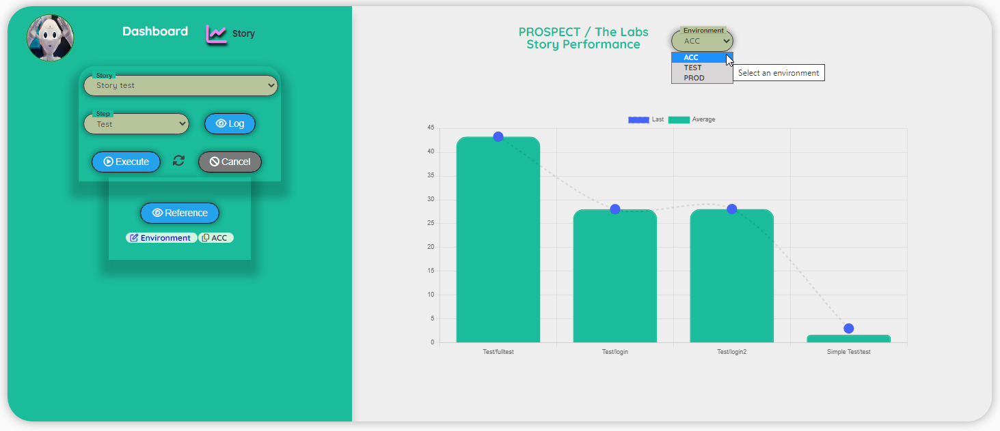 Dashboard
Story
Story
Story test
Step
Test
Log
Execute
Cancel
Reference
Environment
ACC
PROSPECT / The Labs
Story Performance
Environment
ACC
ACC
TEST
PROD
Select an environment
Last
Average
45
40
35
30
25
20
15
10
5
0
Test/fulltest
Test/login
Test/login2
Simple Test/test